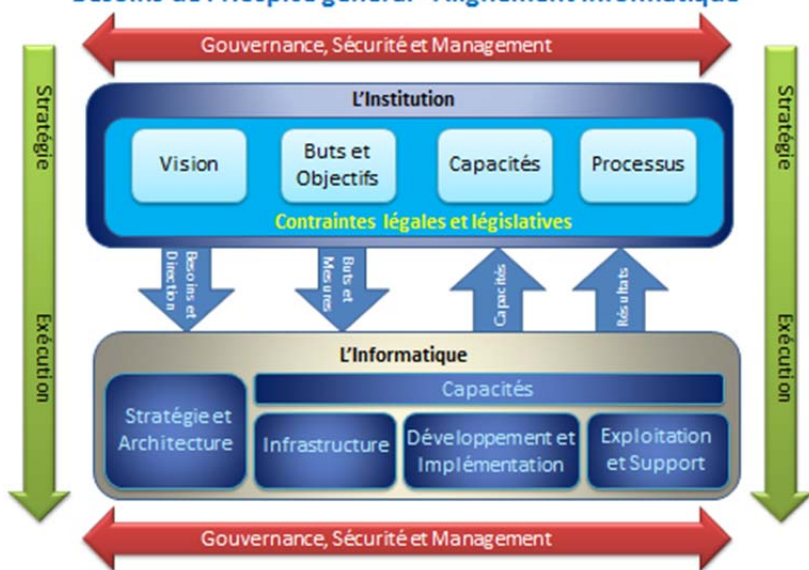 Gouvernance, Sécurité et Management
Stratégie
Exécution
L'Institution
Vision
Buts et
Objectifs
Capacités
Processus
Contraintes légales et législatives
Besoins et
Direction
Buts et
Mesures
Capacités
Résultats
L'Informatique
Stratégie et
Architecture
Capacités
Infrastructure
Développement et
Implémentation
Exploitation
et Support
Stratégie
Exécution
Gouvernance, Sécurité et Management